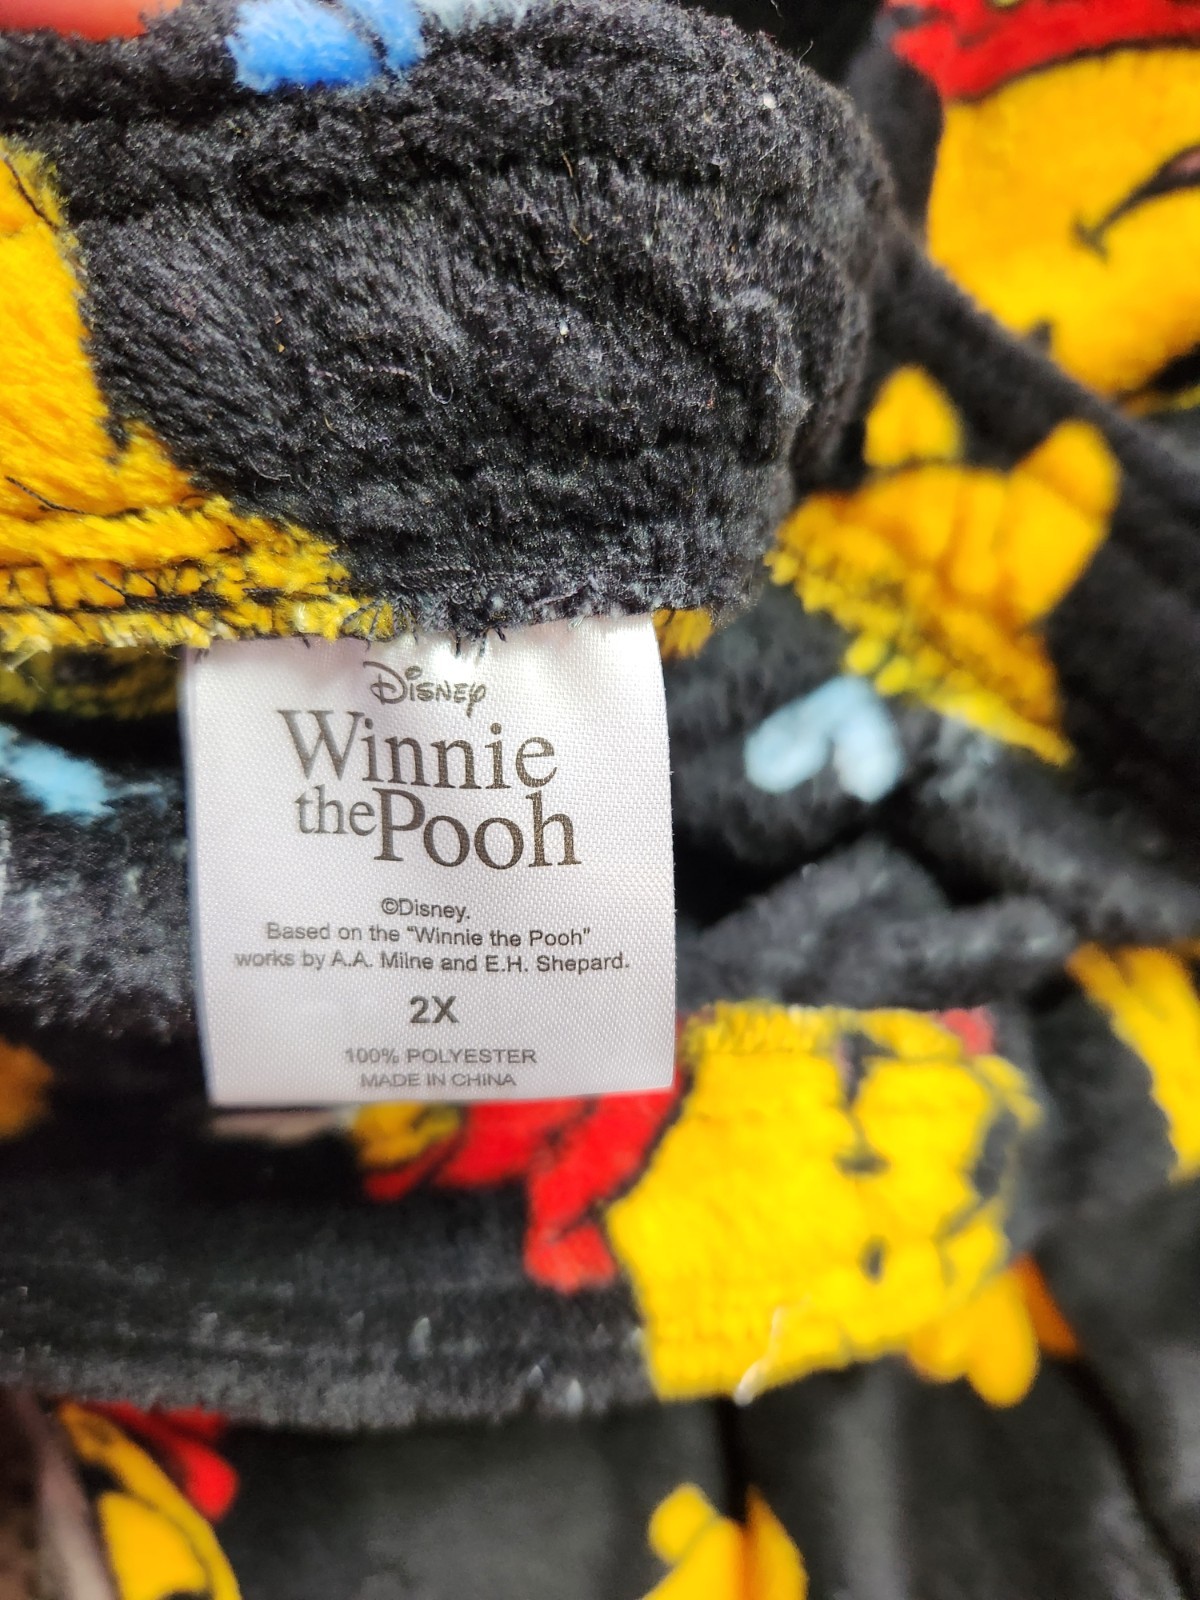 Disney
Winnie
the Pooh
©Disney.
Based on the “Winnie the Pooh”
works by A.A. Milne and E.H. Shepard.
2X
100% POLYESTER
MADE IN CHINA